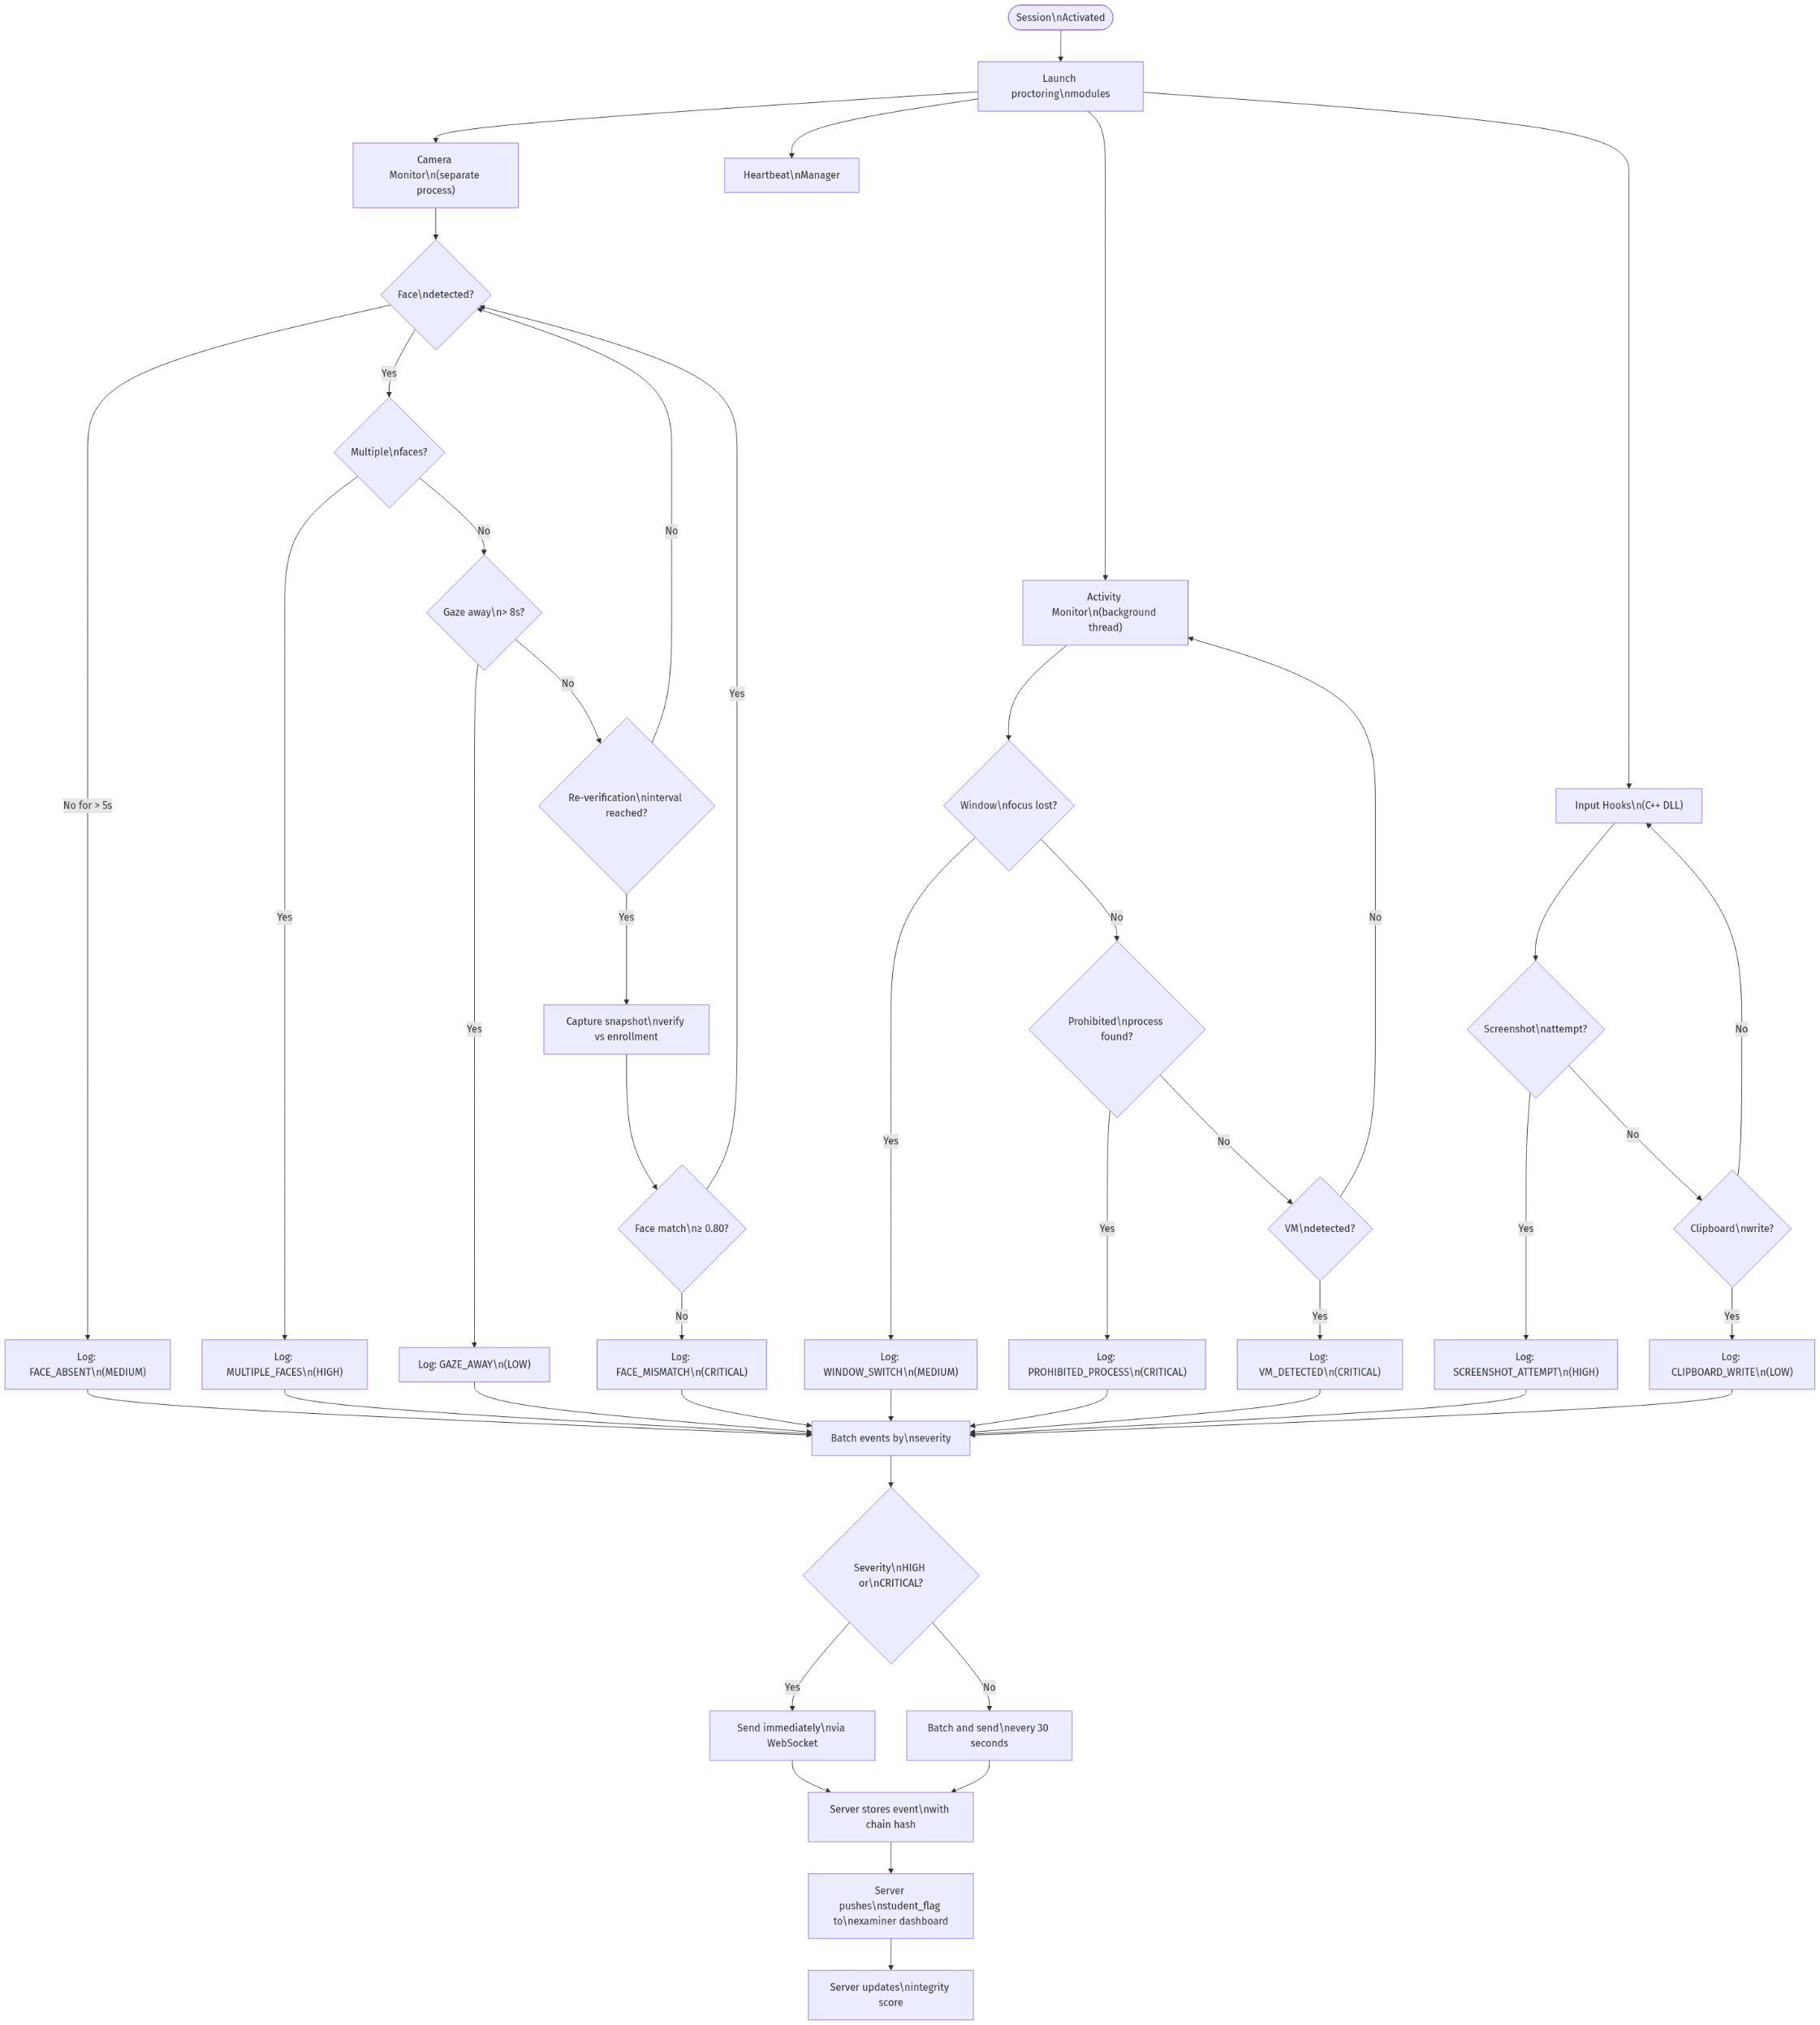 Session\nActivated
Launch
proctoring\nmodules
Camera
Monitor\n(separate
process)
Heartbeat\nManager
Face\ndetected?
Yes
Multiple\nfaces?
No
No
Gaze away\n> 8s?
Activity
Monitor\n(background
thread)
No
Yes
No for > 5s
Re-verification\ninterval
reached?
Window\nfocus lost?
Input Hooks\n(C++ DLL)
Yes
Yes
No
No
Yes
Capture snapshot\nverify
vs enrollment
Prohibited\nprocess
found?
Screenshot\nattempt?
No
Yes
No
No
Face match\n≥ 0.80?
Yes
VM\ndetected?
Yes
Clipboard\nwrite?
No
Yes
Yes
Log:
FACE_ABSENT\n(MEDIUM)
Log:
MULTIPLE_FACES\n(HIGH)
Log: GAZE_AWAY\n(LOW)
Log:
FACE_MISMATCH\n(CRITICAL)
Log:
WINDOW_SWITCH\n(MEDIUM)
Log:
PROHIBITED_PROCESS\n(CRITICAL)
Log:
VM_DETECTED\n(CRITICAL)
Log:
SCREENSHOT_ATTEMPT\n(HIGH)
Log:
CLIPBOARD_WRITE\n(LOW)
Batch events by\nseverity
Severity\nHIGH
or\nCRITICAL?
Yes
No
Send immediately\nvia
WebSocket
Batch and send\nevery 30
seconds
Server stores event\nwith
chain hash
Server
pushes\nstudent_flag
to\nexaminer dashboard
Server updates\nintegrity
score